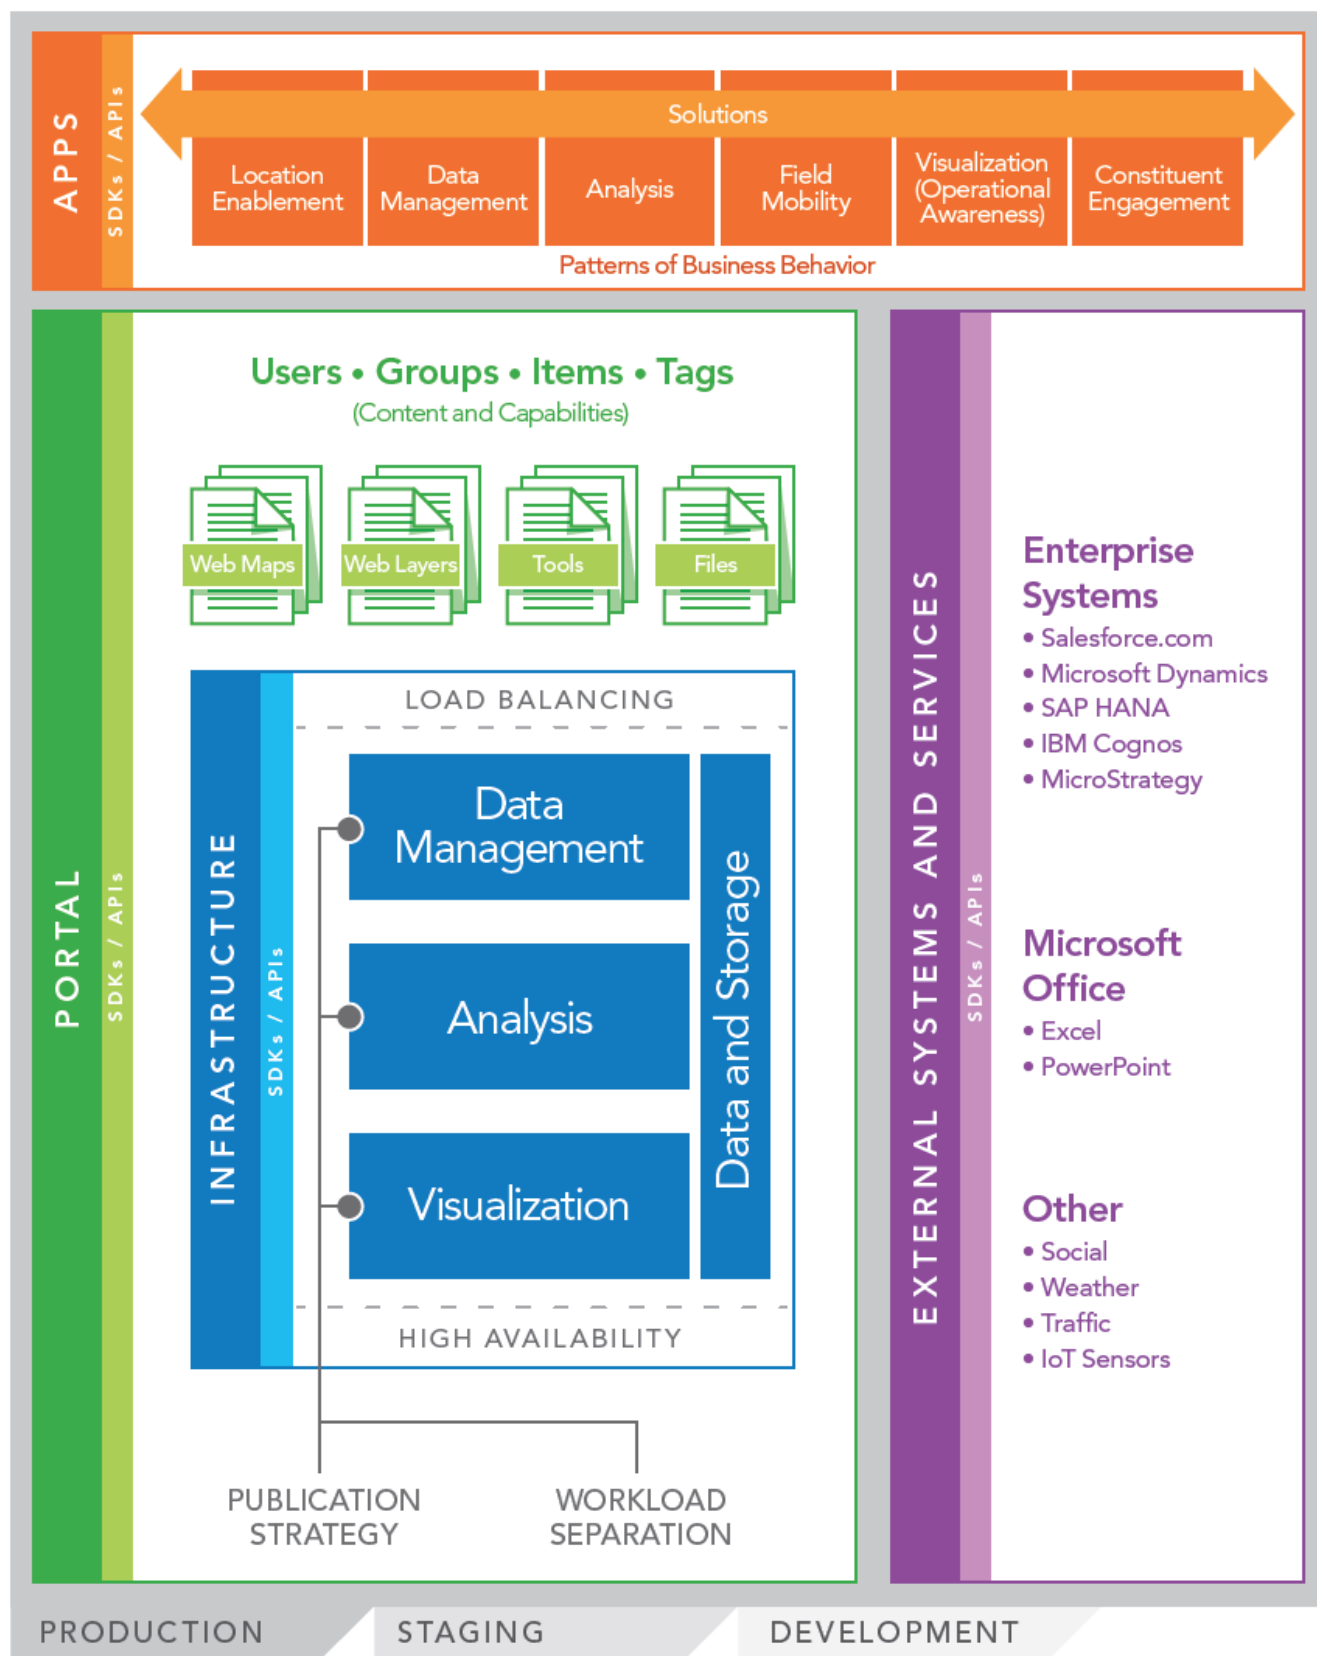 APPS
SDKs / APIs
Solutions
Location
Enablement
Data
Management
Analysis
Field
Mobility
Visualization
(Operational
Awareness)
Constituent
Engagement
Patterns of Business Behavior
PORTAL
SDKs / APIs
Users • Groups • Items • Tags
(Content and Capabilities)
Web Maps
Web Layers
Tools
Files
INFRASTRUCTURE
SDKs / APIs
LOAD BALANCING
Data
Management
Analysis
Visualization
Data and Storage
HIGH AVAILABILITY
PUBLICATION
STRATEGY
WORKLOAD
SEPARATION
EXTERNAL SYSTEMS AND SERVICES
SDKs / APIs
Enterprise
Systems
• Salesforce.com
• Microsoft Dynamics
• SAP HANA
• IBM Cognos
• MicroStrategy
Microsoft
Office
• Excel
• PowerPoint
Other
• Social
• Weather
• Traffic
• IoT Sensors
PRODUCTION
STAGING
DEVELOPMENT